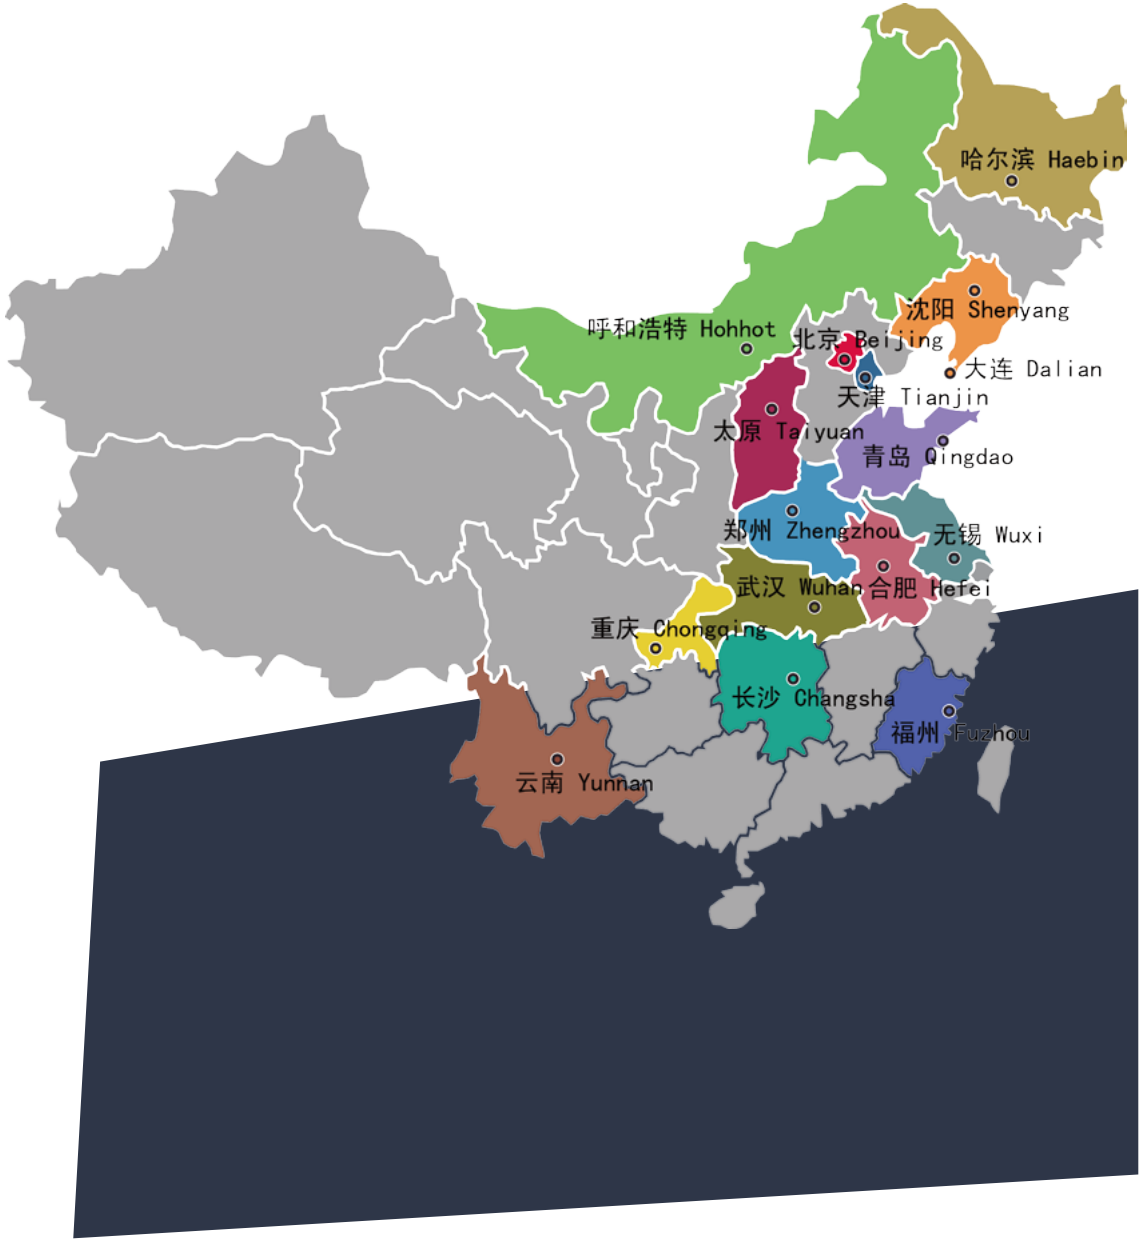 哈尔滨 Haebin
沈阳 Shenyang
呼和浩特 Hohhot
北京 Beijing
大连 Dalian
天津 Tianjin
太原 Taiyuan
青岛 Qingdao
郑州 Zhengzhou
无锡 Wuxi
武汉 Wuhan
合肥 Hefei
重庆 Chongqing
长沙 Changsha
福州 Fuzhou
云南 Yunnan